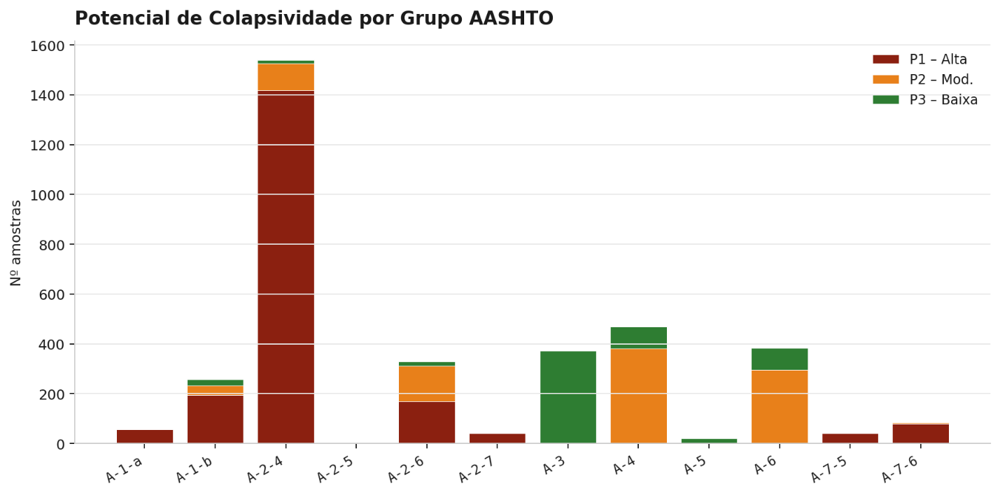 Potencial de Colapsividade por Grupo AASHTO
Nº amostras
1600
1400
1200
1000
800
600
400
200
0
P1 – Alta
P2 – Mod.
P3 – Baixa
A-1-a
A-1-b
A-2-4
A-2-5
A-2-6
A-2-7
A-3
A-4
A-5
A-6
A-7-5
A-7-6